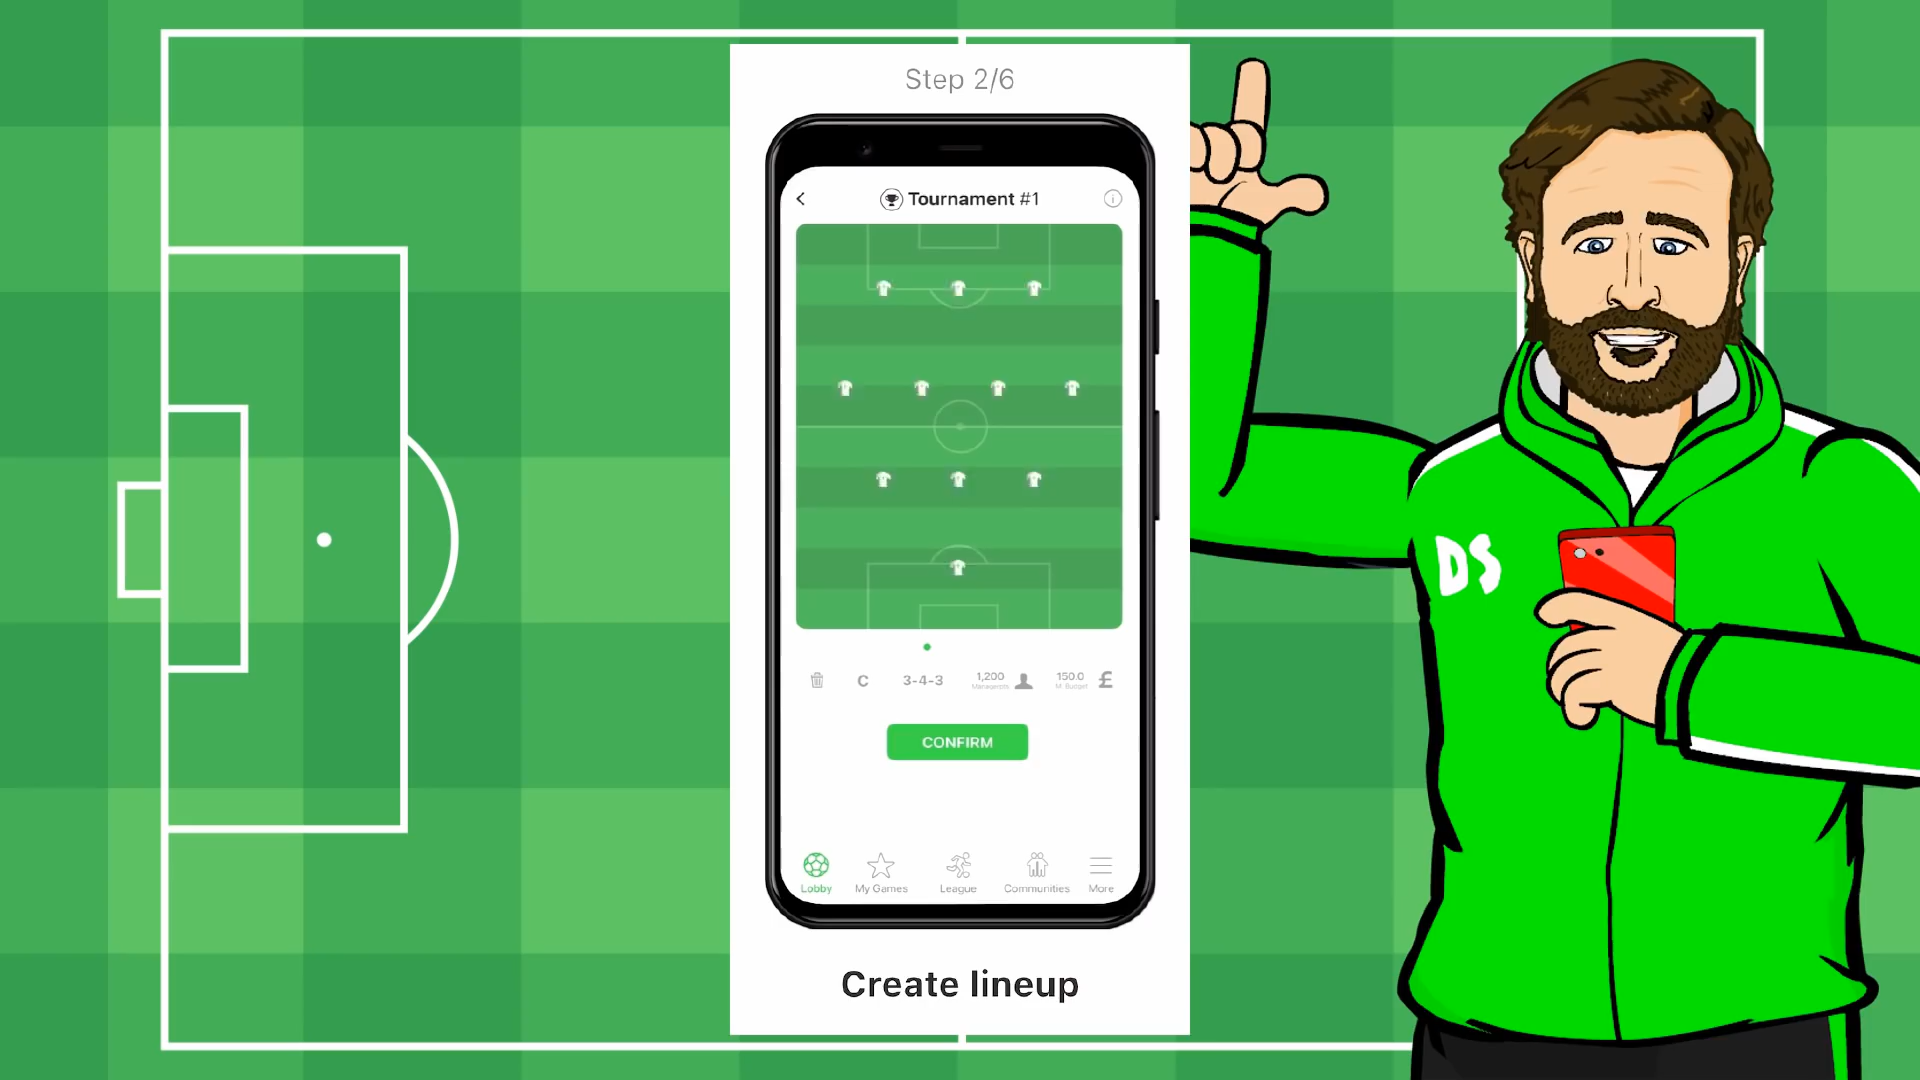 Step 2/6
Tournament #1
C
3-4-3
1,200
150.0
£
M. Budget
CONFIRM
Lobby
My Games
League
Communities
More
Create lineup
DS